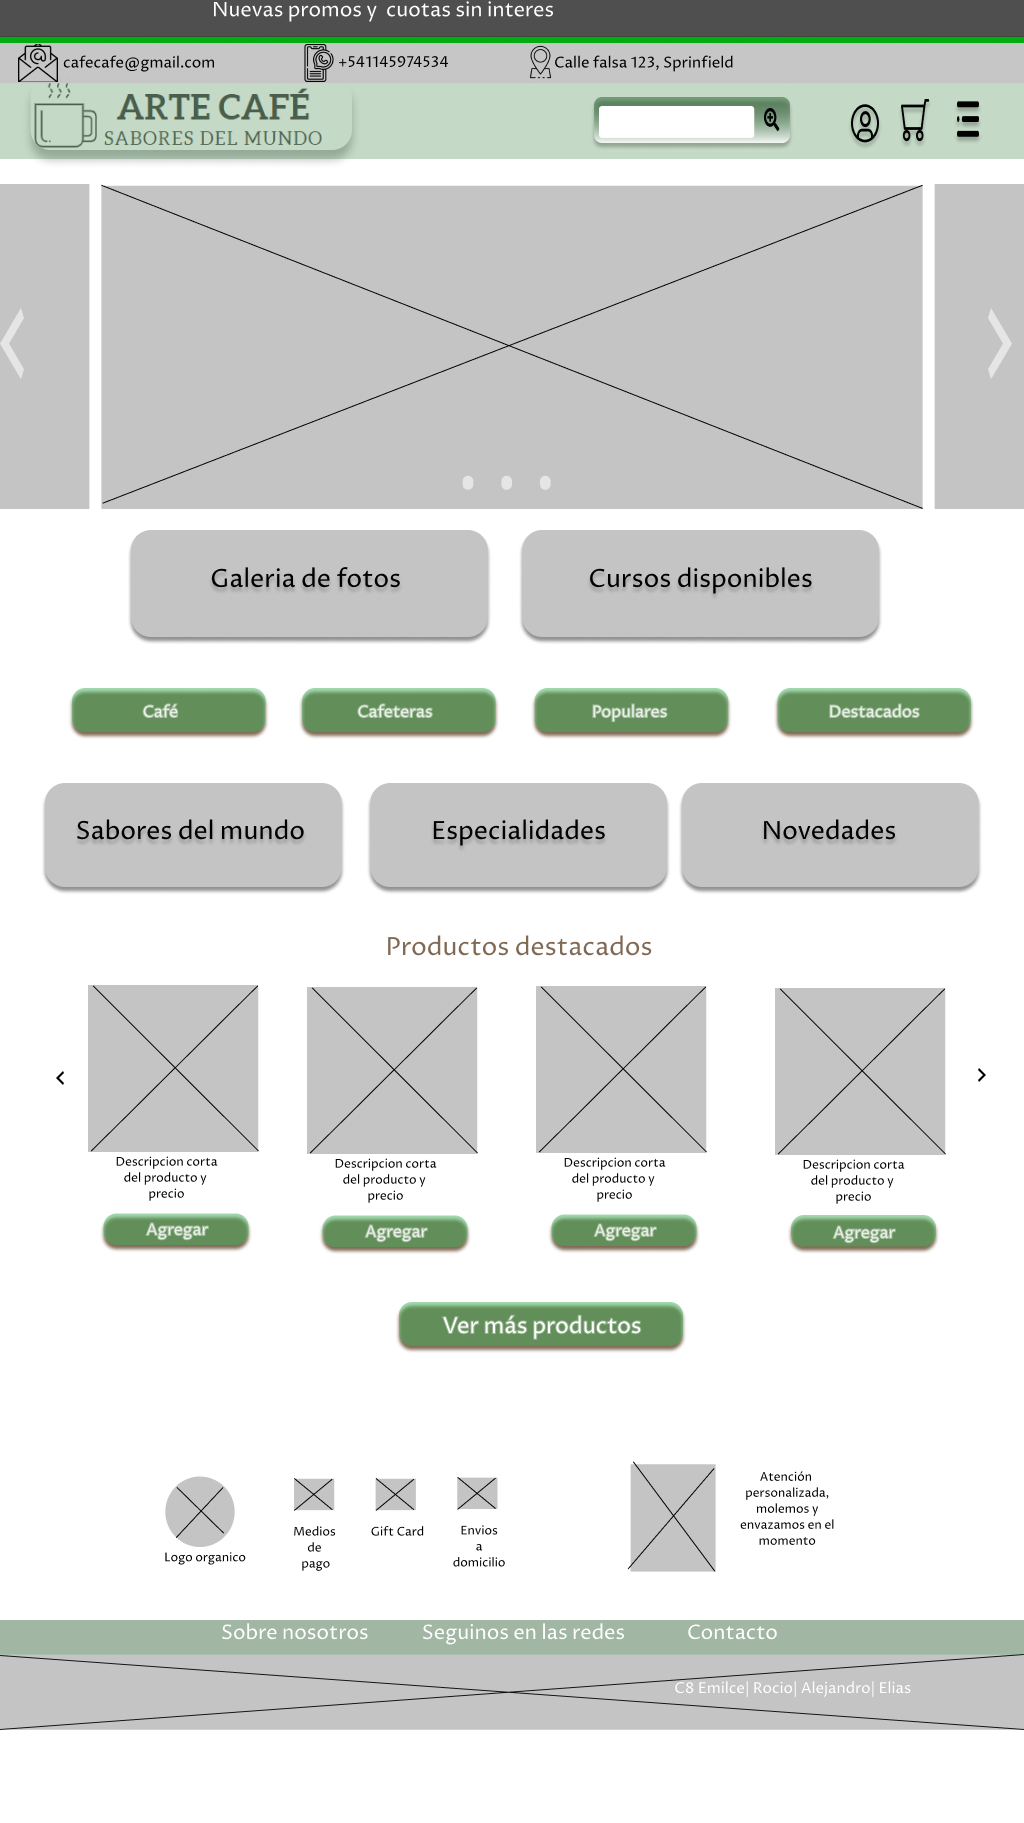 Nuevas promos y  cuotas sin interes
cafecafe@gmail.com
+541145974534
Calle falsa 123, Sprinfield
ARTE CAFÉ
SABORES DEL MUNDO
Galeria de fotos
Cursos disponibles
Café
Cafeteras
Populares
Destacados
Sabores del mundo
Especialidades
Novedades
Productos destacados
Descripcion corta
del producto y
precio
Descripcion corta
del producto y
precio
Descripcion corta
del producto y
precio
Descripcion corta
del producto y
precio
Agregar
Agregar
Agregar
Agregar
Ver más productos
Logo organico
Medios
de
pago
Gift Card
Envios
a
domicilio
Atención
personalizada,
molemos y
envazamos en el
momento
Sobre nosotros
Seguinos en las redes
Contacto
C8 Emilce| Rocio| Alejandro| Elias